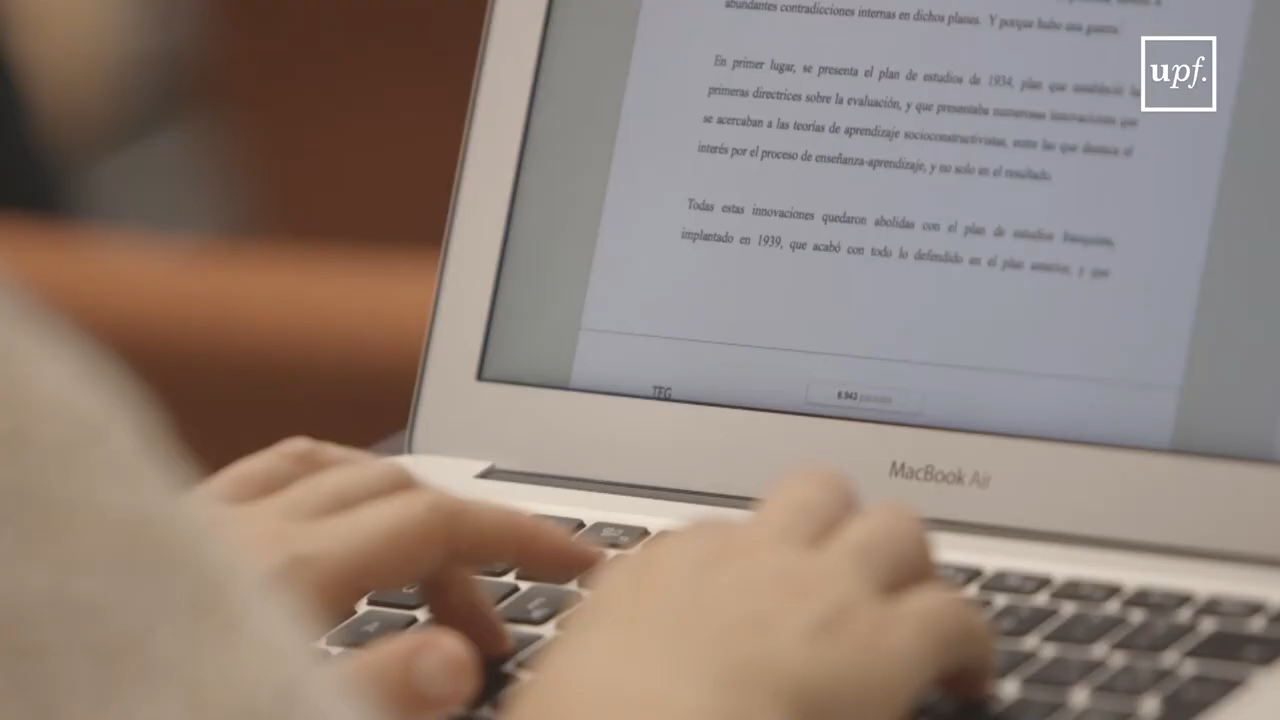 abundantes contradicciones internas en dichos planes. Y porque hubo una guerra.
upf.
En primer lugar, se presenta el plan de estudios de 1934, plan que estableció
primeras directrices sobre la evaluación, y que presentaba numerosas innovaciones que
se acercaban a las teorías de aprendizaje socioconstructivistas, entre las que destaca el
interés por el proceso de enseñanza-aprendizaje, y no solo en el resultado.
Todas estas innovaciones quedaron abolidas con el plan de estudios franquista,
implantado en 1939, que acabó con todo lo defendido en el plan anterior, y que
TFG
6.943 palabras
MacBook Air
A